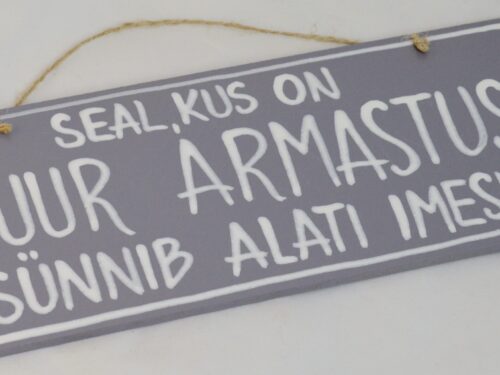 SEAL, KUS ON
UUR ARMASTUS
SÜNNIB ALATI IMES